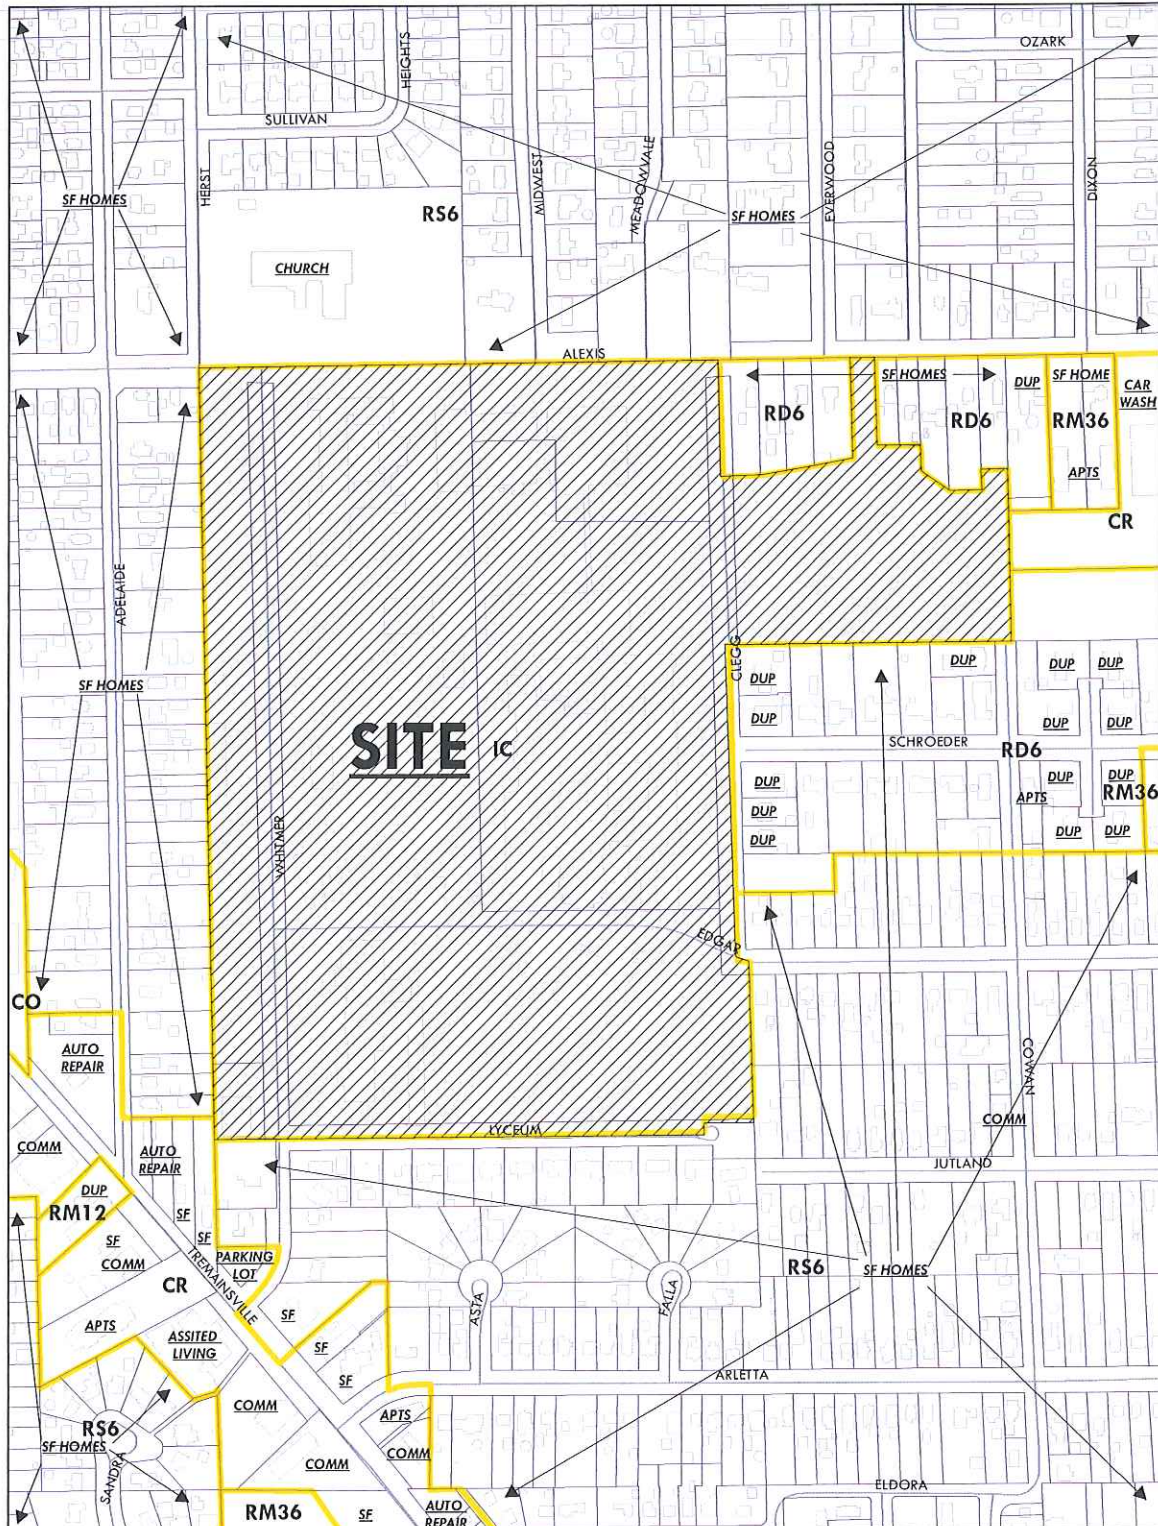 OZARK
HEIGHTS
SULLIVAN
MIDWEST
MEADOWVALE
EVERWOOD
DIXON
HERST
SF HOMES
RS6
SF HOMES
CHURCH
ALEXIS
SF HOMES
DUP
SF HOME
CAR
WASH
RD6
RD6
RM36
APTS
CR
ADELAIDE
CLEGG
SF HOMES
DUP
DUP
DUP
DUP
DUP
DUP
DUP
SITE
IC
SCHROEDER
RD6
DUP
DUP
DUP
APTS
RM36
DUP
DUP
DUP
DUP
WHITMER
EDGAR
CO
AUTO
REPAIR
COWAN
COMM
LYCEUM
COMM
AUTO
REPAIR
JUTLAND
DUP
RM12
SF
SF
SF
COMM
PARKING
LOT
TREMAINSVILLE
CR
RS6
SF HOMES
ASTA
FALLA
SF
APTS
ASSITED
LIVING
SF
SF
ARLETTA
COMM
APTS
RS6
SF HOMES
SANDRA
COMM
COMM
ELDORA
RM36
SF
AUTO
REPAIR